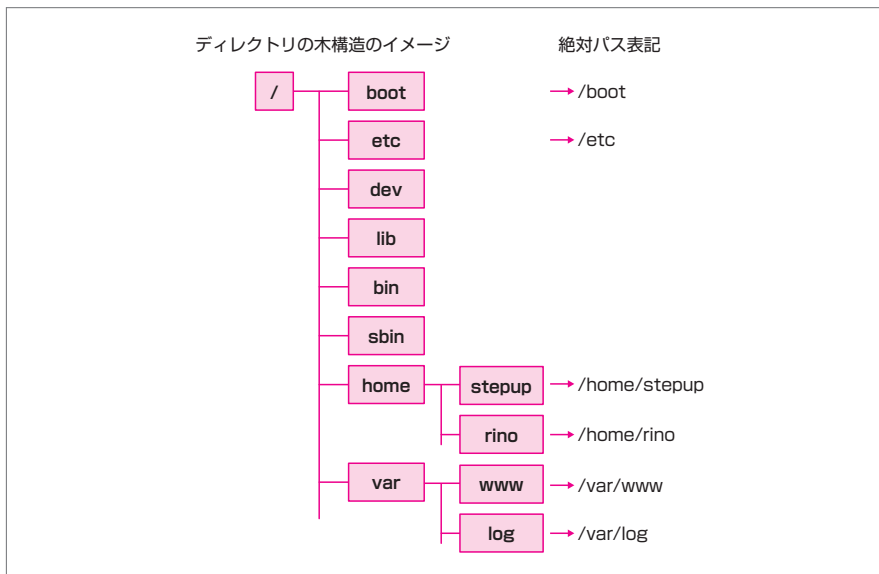 ディレクトリの木構造のイメージ 絶対パス表記
/ boot →/boot
etc →/etc
dev
lib
bin
sbin
home stepup →/home/stepup
rino →/home/rino
var www →/var/www
log →/var/log